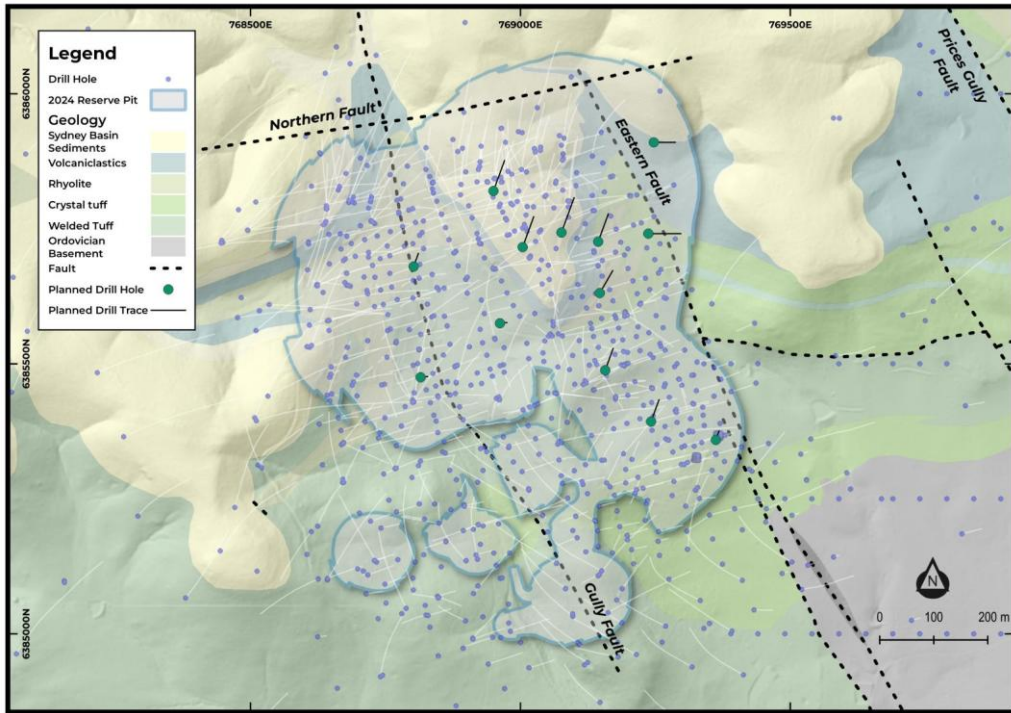 768500E
769000E
769500E
6386000N
6385500N
6385000N
Legend
Drill Hole
2024 Reserve Pit
Geology
Sydney Basin
Sediments
Volcaniclastics
Rhyolite
Crystal tuff
Welded Tuff
Ordovician
Basement
Fault
Planned Drill Hole
Planned Drill Trace
Northern Fault
Eastern Fault
Prices Gully
Fault
Gully Fault
N
0 100 200 m